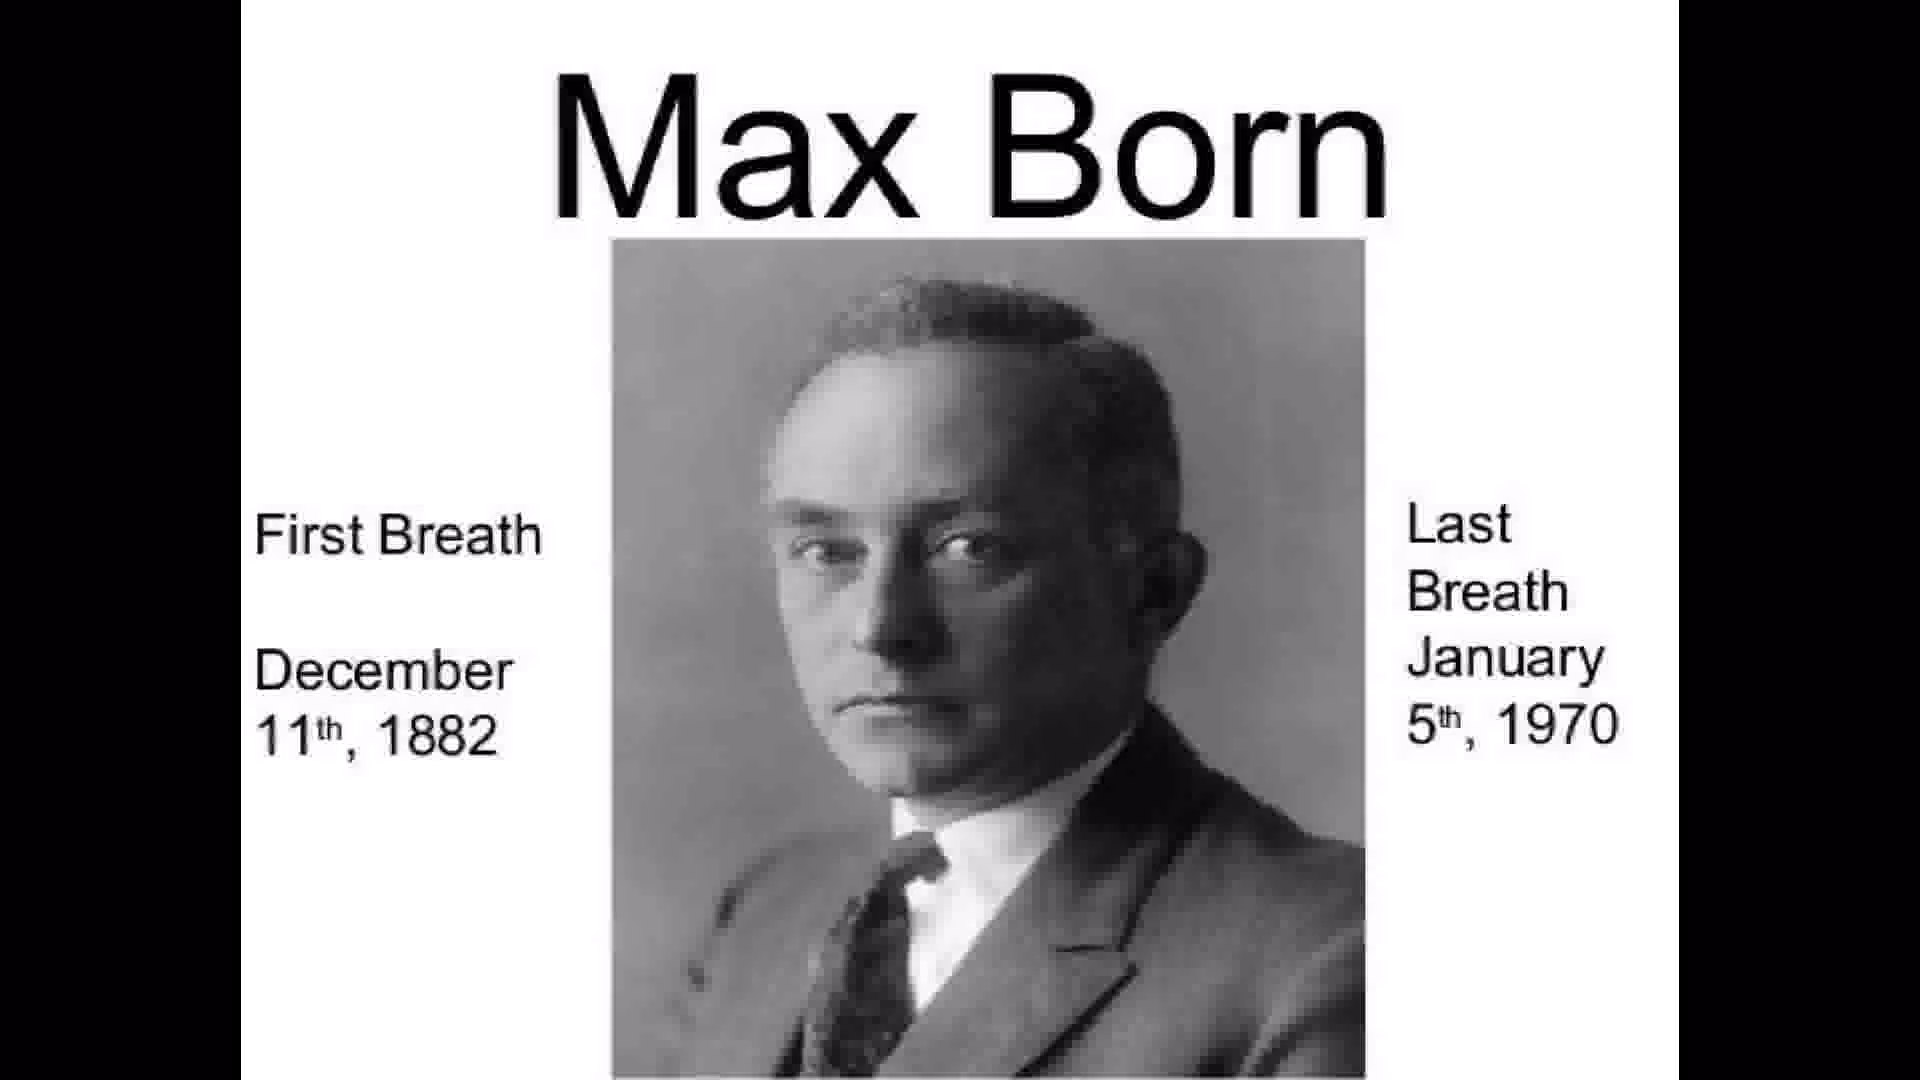 Max Born
First Breath
December
11th, 1882
Last
Breath
January
5th, 1970